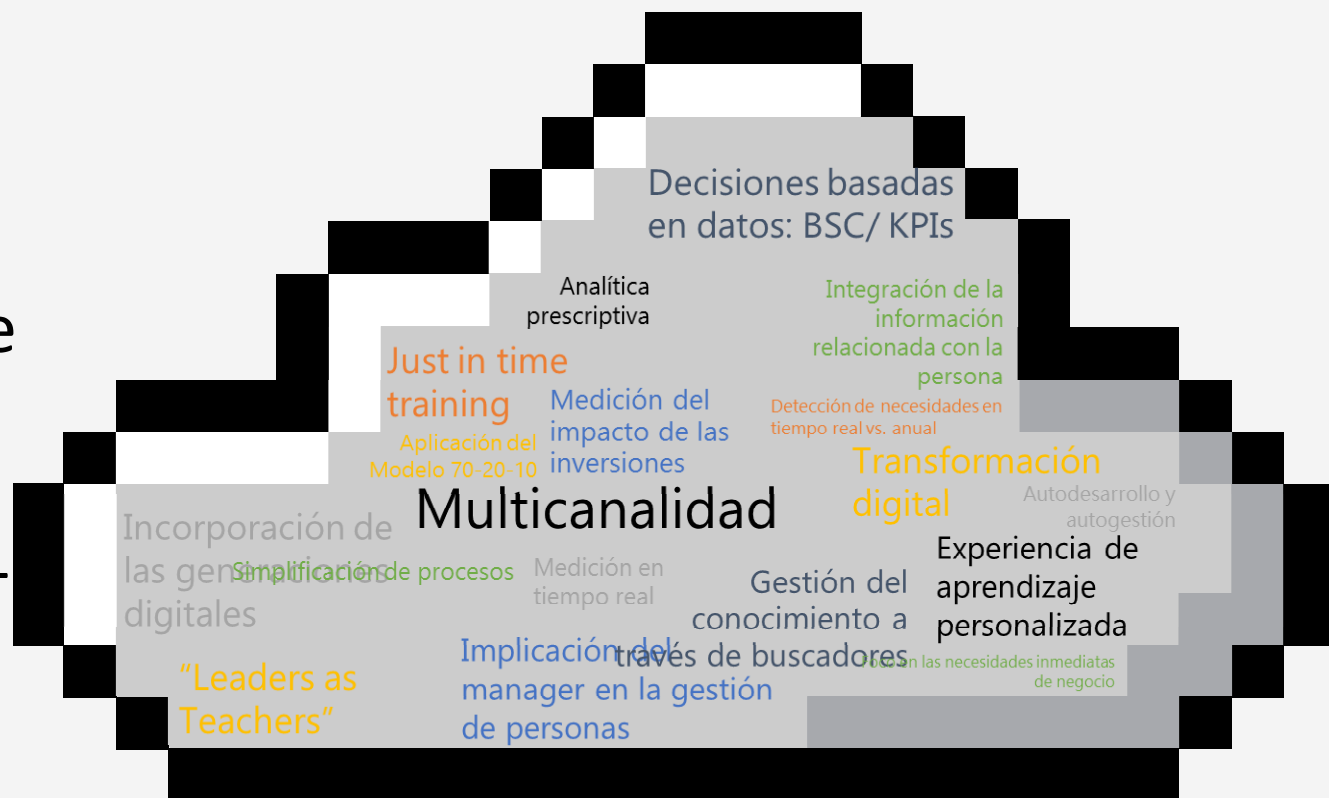 Decisiones basadas
en datos: BSC/ KPIs
Analítica
prescriptiva
Integración de la
información
relacionada con la
persona
Just in time
training
Medición del
impacto de las
inversiones
Detección de necesidades en
tiempo real vs. anual
Aplicación del
Modelo 70-20-10
Transformación
digital
Multicanalidad
Autodesarrollo y
autogestión
Incorporación de
las generaciones
digitales
Simplificación de procesos
Medición en
tiempo real
Gestión del
conocimiento a
través de buscadores
Experiencia de
aprendizaje
personalizada
Implicación del
manager en la gestión
de personas
Foco en las necesidades inmediatas
de negocio
“Leaders as
Teachers”
e